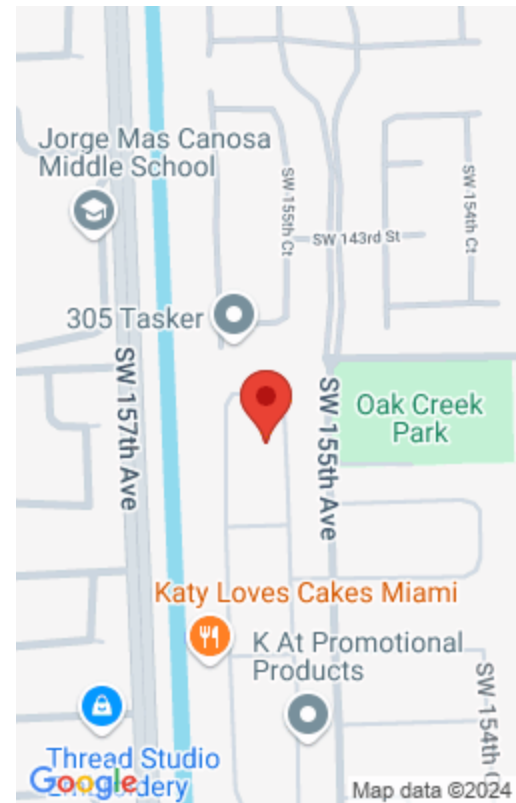 Jorge Mas Canosa
Middle School
SW 155th Ct
SW 154th Ct
SW 143rd St
305 Tasker
SW 157th Ave
SW 155th Ave
Oak Creek
Park
Katy Loves Cakes Miami
K At Promotional
Products
SW 154th
Thread Studio
Google
Map data ©2024